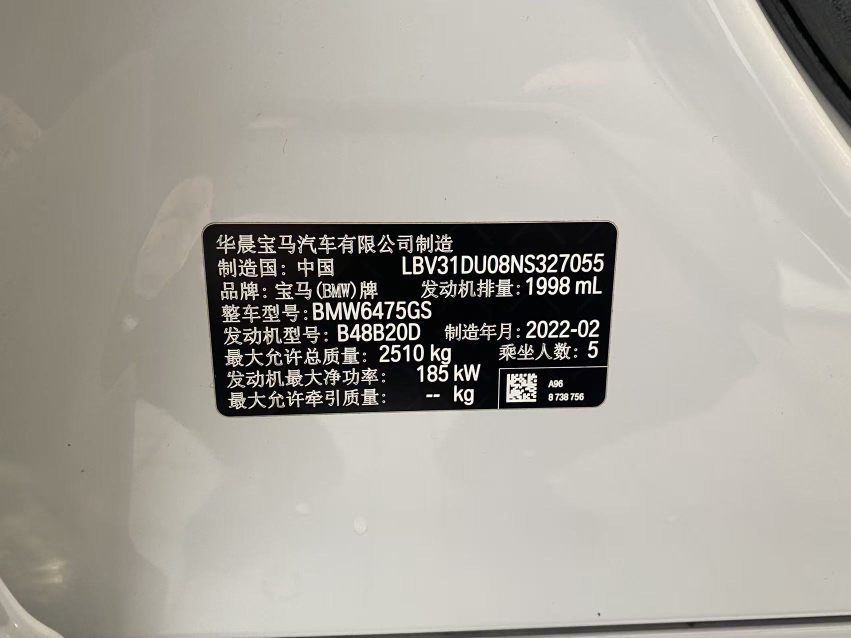 华晨宝马汽车有限公司制造
制造国: 中国 LBV31DU08NS327055
品牌: 宝马(BMW)牌 发动机排量: 1998 mL
整车型号: BMW6475GS
发动机型号: B48B20D 制造年月: 2022-02
最大允许总质量: 2510 kg 乘坐人数: 5
发动机最大净功率: 185 kW
最大允许牵引质量: -- kg
A96
8 738 756